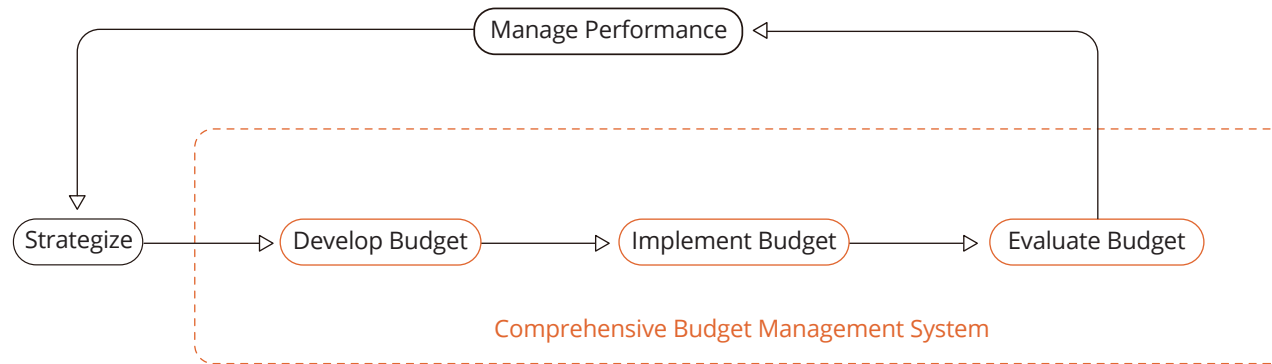 Manage Performance
Strategize
Develop Budget
Implement Budget
Evaluate Budget
Comprehensive Budget Management System